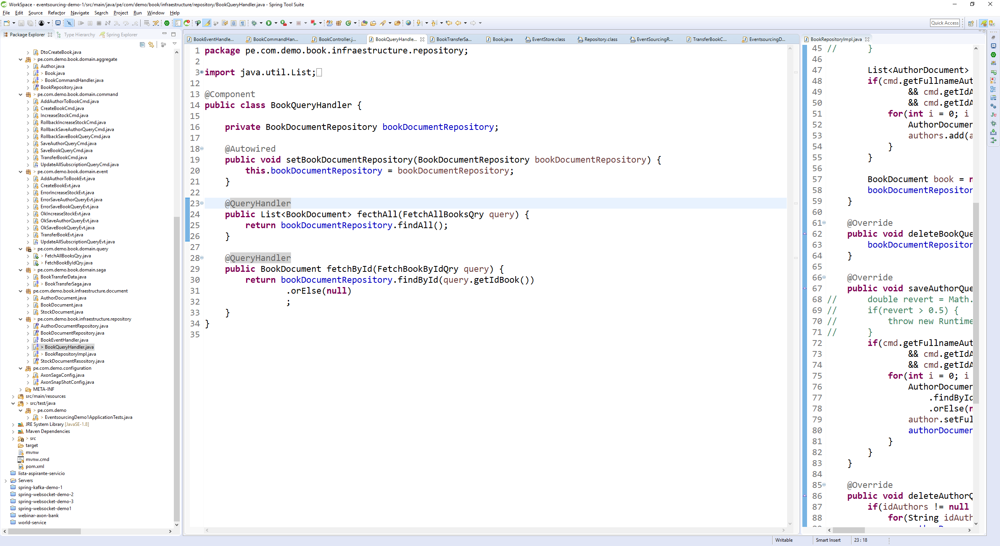 WorkSpace - eventsourcing-demo-1/src/main/java/pe/com/demo/book/infraestructure/repository/BookQueryHandler.java - Spring Tool Suite
File Edit Source Refactor Navigate Search Project Run Window Help
Quick Access
Package Explorer Type Hierarchy Spring Explorer
DtoCreateBook.java
> pe.com.demo.book.domain.aggregate
Author.java
> Book.java
> BookCommandHandler.java
BookRepository.java
> pe.com.demo.book.domain.command
AddAuthorToBookCmd.java
CreateBookCmd.java
IncreaseStockCmd.java
RollbackIncreaseStockCmd.java
RollbackSaveAuthorQueryCmd.java
RollbackSaveBookQueryCmd.java
SaveAuthorQueryCmd.java
SaveBookQueryCmd.java
TransferBookCmd.java
UpdateAllSubscriptionQueryCmd.java
> pe.com.demo.book.domain.event
AddAuthorToBookEvt.java
CreateBookEvt.java
ErrorIncreaseStockEvt.java
ErrorSaveAuthorQueryEvt.java
ErrorSaveBookQueryEvt.java
OkIncreaseStockEvt.java
OkSaveAuthorQueryEvt.java
OkSaveBookQueryEvt.java
TransferBookEvt.java
UpdateAllSubscriptionQueryEvt.java
> pe.com.demo.book.domain.query
> FetchAllBooksQry.java
> FetchBookByIdQry.java
> pe.com.demo.book.domain.saga
BookTransferData.java
> BookTransferSaga.java
pe.com.demo.book.infraestructure.document
AuthorDocument.java
BookDocument.java
StockDocument.java
> pe.com.demo.book.infraestructure.repository
AuthorDocumentRepository.java
BookDocumentRepository.java
BookEventHandler.java
> BookQueryHandler.java
> BookRepositoryImpl.java
StockDocumentResository.java
pe.com.demo.configuration
AxonSagaConfig.java
AxonSnapShotConfig.java
META-INF
src/main/resources
> src/test/java
> pe.com.demo
> EventsourcingDemo1ApplicationTests.java
JRE System Library [JavaSE-1.8]
Maven Dependencies
> src
target
mvnw
mvnw.cmd
pom.xml
lista-aspirante-servicio
Servers
spring-kafka-demo-1
spring-websocket-demo-2
spring-websocket-demo-3
spring-websocket-demo1
webinar-axon-bank
world-service
BookEventHandle... BookCommandHan... BookController.j... BookQueryHandle... BookTransferSa... Book.java EventStore.class Repository.class EventSourcingR... TransferBookC... EventsourcingD...
1 package pe.com.demo.book.infraestructure.repository;
2
3 import java.util.List;
12
13 @Component
14 public class BookQueryHandler {
15
16 private BookDocumentRepository bookDocumentRepository;
17
18 @Autowired
19 public void setBookDocumentRepository(BookDocumentRepository bookDocumentRepository) {
20 this.bookDocumentRepository = bookDocumentRepository;
21 }
22
23 @QueryHandler
24 public List<BookDocument> fecthAll(FetchAllBooksQry query) {
25 return bookDocumentRepository.findAll();
26 }
27
28 @QueryHandler
29 public BookDocument fetchById(FetchBookByIdQry query) {
30 return bookDocumentRepository.findById(query.getIdBook())
31 .orElse(null)
32 ;
33 }
34 }
35
BookRepositoryImpl.java
45 // }
46
47 List<AuthorDocument>
48 if(cmd.getFullnameAut
49 && cmd.getIdA
50 && cmd.getIdA
51 for(int i = 0; i
52 AuthorDocumen
53 authors.add(a
54 }
55 }
56
57 BookDocument book = n
58 bookDocumentRepositor
59 }
60
61 @Override
62 public void deleteBookQue
63 bookDocumentRepositor
64 }
65
66 @Override
67 public void saveAuthorQue
68 // double revert = Math.
69 // if(revert > 0.5) {
70 // throw new Runtime
71 // }
72 if(cmd.getFullnameAut
73 && cmd.getIdA
74 && cmd.getIdA
75 for(int i = 0; i
76 AuthorDocumen
77 .findById
78 .orElse(n
79 author.setFul
80 authorDocumen
81 }
82 }
83 }
84
85 @Override
86 public void deleteAuthorQ
87 if(idAuthors != null
88 for(String idAuth
Writable Smart Insert 23 : 18